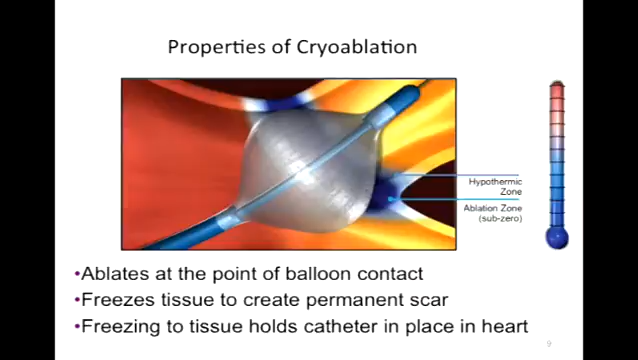 Properties of Cryoablation
Hypothermic
Zone
Ablation Zone
(sub-zero)
•Ablates at the point of balloon contact
•Freezes tissue to create permanent scar
•Freezing to tissue holds catheter in place in heart
9